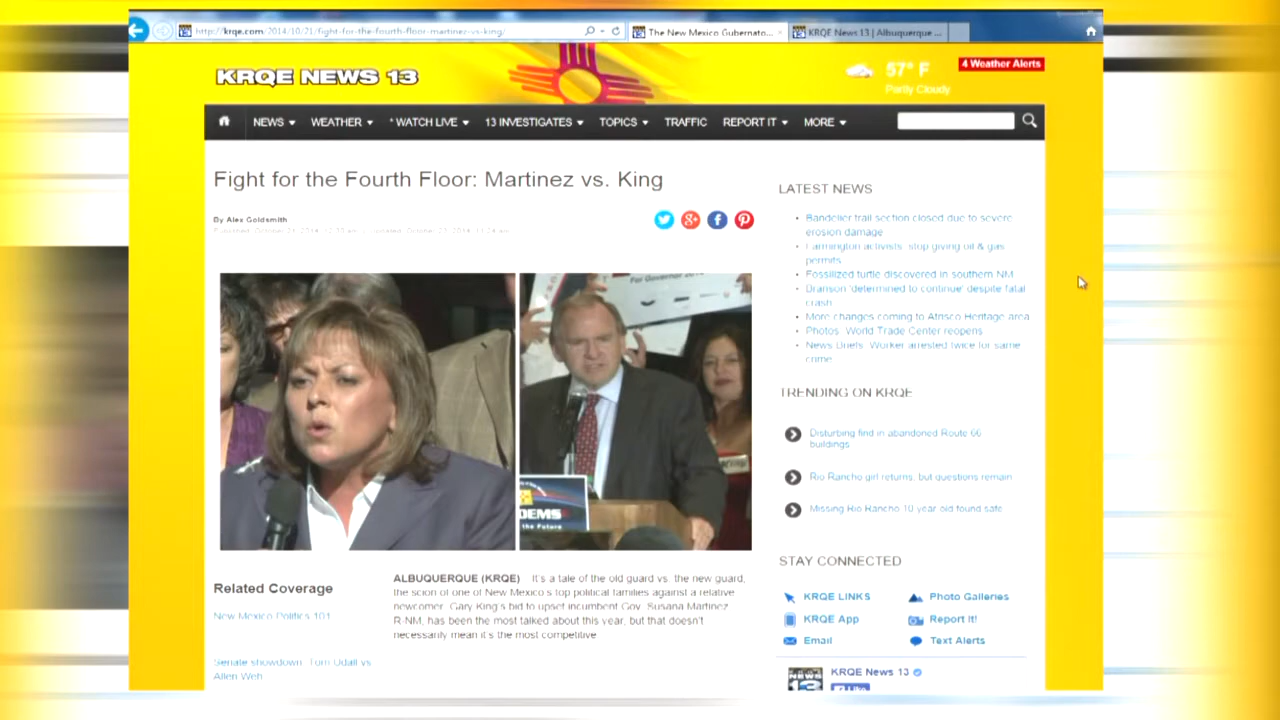 http://krqe.com/2014/10/21/fight-for-the-fourth-floor-martinez-vs-king/
The New Mexico Gubernato...
KRQE News 13 | Albuquerque ...
KRQE NEWS 13
57° F
Partly Cloudy
4 Weather Alerts
NEWS
WEATHER
* WATCH LIVE
13 INVESTIGATES
TOPICS
TRAFFIC
REPORT IT
MORE
Fight for the Fourth Floor: Martinez vs. King
By Alex Goldsmith
For Governor
DEMS
the Future
King
Related Coverage
New Mexico Politics 101
Senate showdown: Tom Udall vs.
Allen Weh
ALBUQUERQUE (KRQE) It's a tale of the old guard vs. the new guard,
the scion of one of New Mexico's top political families against a relative
newcomer. Gary King's bid to upset incumbent Gov. Susana Martinez,
R-NM, has been the most talked about this year, but that doesn't
necessarily mean it's the most competitive.
LATEST NEWS
Bandelier trail section closed due to severe
erosion damage
Farmington activists: stop giving oil & gas
permits
Fossilized turtle discovered in southern NM
Branson 'determined to continue' despite fatal
crash
More changes coming to Atrisco Heritage area
Photos: World Trade Center reopens
News Briefs: Worker arrested twice for same
crime
TRENDING ON KRQE
Disturbing find in abandoned Route 66
buildings
Rio Rancho girl returns, but questions remain
Missing Rio Rancho 10 year old found safe
STAY CONNECTED
KRQE LINKS
Photo Galleries
KRQE App
Report It!
Email
Text Alerts
NEWS
13
KRQE News 13
Like